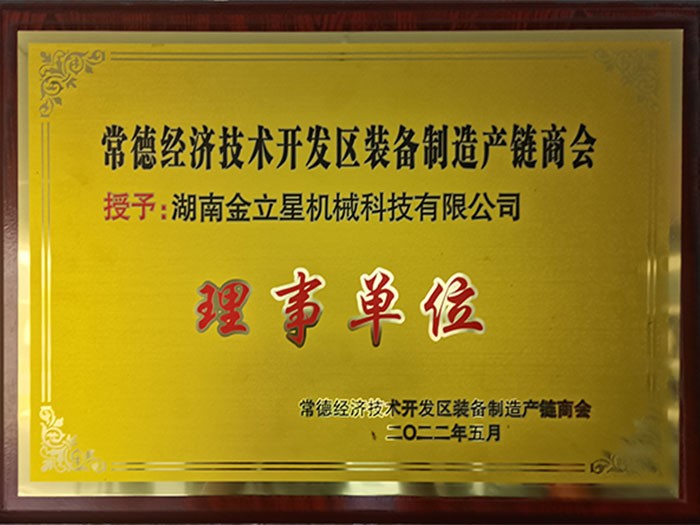 常德经济技术开发区装备制造产链商会
授予:湖南金立星机械科技有限公司
理事单位
常德经济技术开发区装备制造产链商会
二〇二二年五月